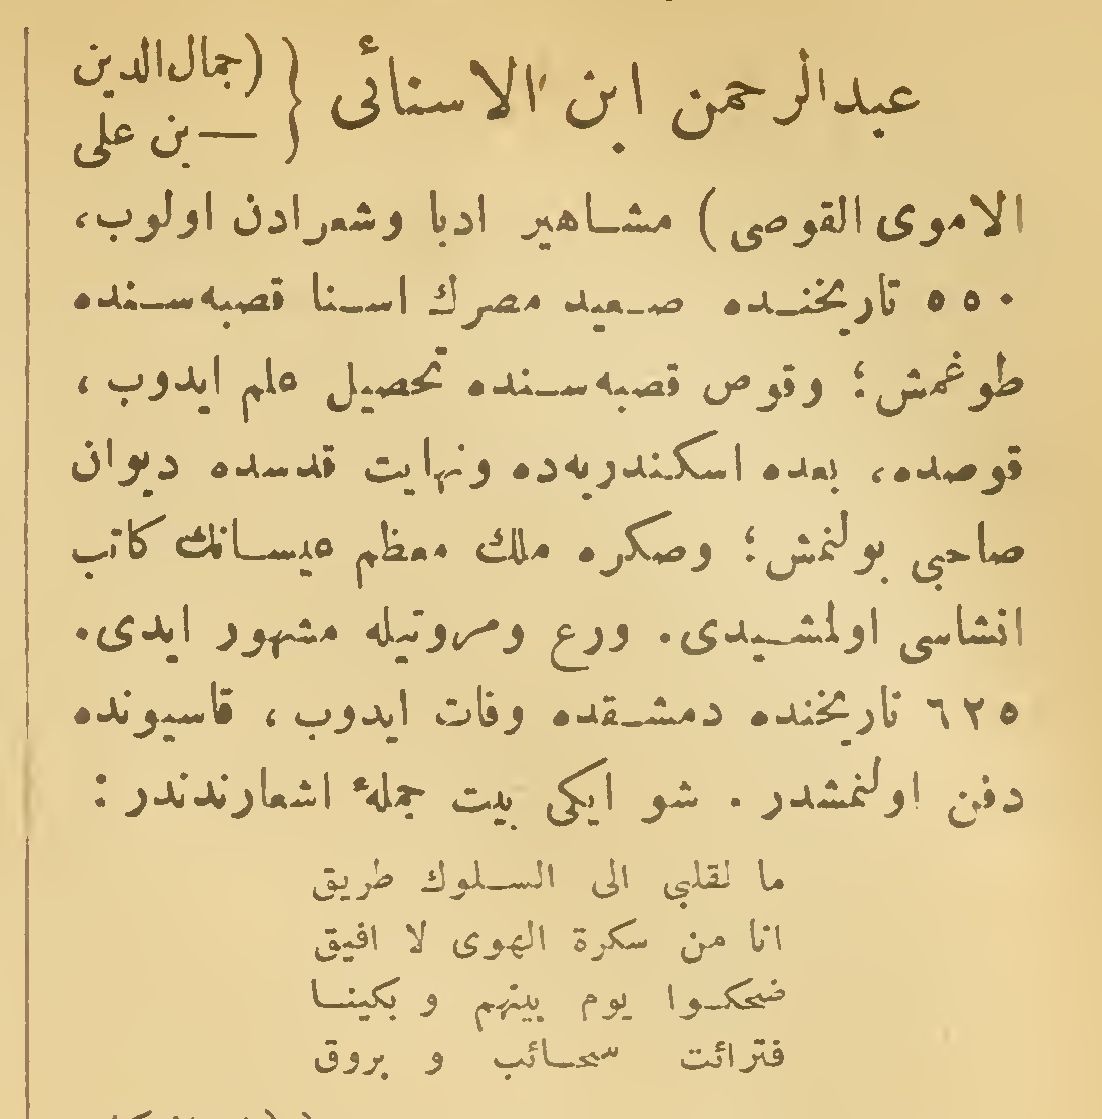 عبدالرحمن ابن الاسنائى { (جمال‌الدين
— بن على
الاموى القوصى) مشاهير ادبا وشعرادن اولوب،
٥٥٠ تاريخنده صعيد مصرك اسنا قصبه‌سنده
طوغمش؛ وقوص قصبه‌سنده تحصيل علم ايدوب،
قوصده، بعده اسكندريه‌ده ونهايت قدسده ديوان
صاحبى بولنمش؛ وصكره ملك معظم عيسانك كاتب
انشاسى اولمشيدى. ورع ومروتيله مشهور ايدى.
٦٢٥ تاريخنده دمشقده وفات ايدوب، قاسيونده
دفن اولنمشدر. شو ايكى بيت جملهٔ اشعارندندر:
ما لقلبى الى السلوك طريق
انا من سكرة الهوى لا افيق
ضحكوا يوم بينهم و بكينا
فترائت سحائب و بروق